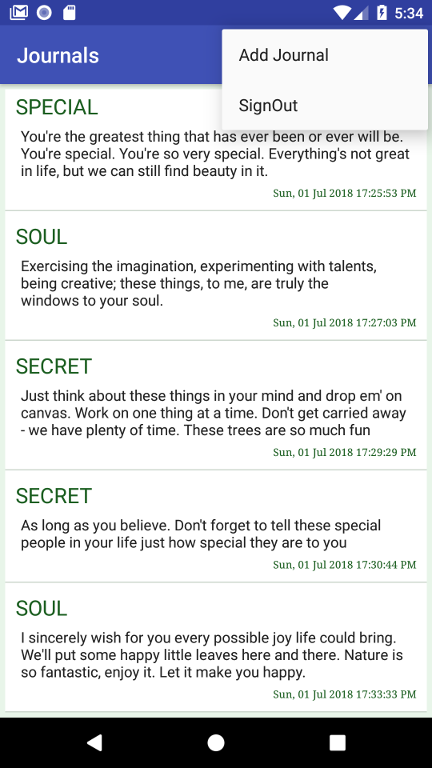 5:34
Journals
Add Journal
SignOut
SPECIAL
You're the greatest thing that has ever been or ever will be.
You're special. You're so very special. Everything's not great
in life, but we can still find beauty in it.
Sun, 01 Jul 2018 17:25:53 PM
SOUL
Exercising the imagination, experimenting with talents,
being creative; these things, to me, are truly the
windows to your soul.
Sun, 01 Jul 2018 17:27:03 PM
SECRET
Just think about these things in your mind and drop em' on
canvas. Work on one thing at a time. Don't get carried away
- we have plenty of time. These trees are so much fun
Sun, 01 Jul 2018 17:29:29 PM
SECRET
As long as you believe. Don't forget to tell these special
people in your life just how special they are to you
Sun, 01 Jul 2018 17:30:44 PM
SOUL
I sincerely wish for you every possible joy life could bring.
We'll put some happy little leaves here and there. Nature is
so fantastic, enjoy it. Let it make you happy.
Sun, 01 Jul 2018 17:33:33 PM